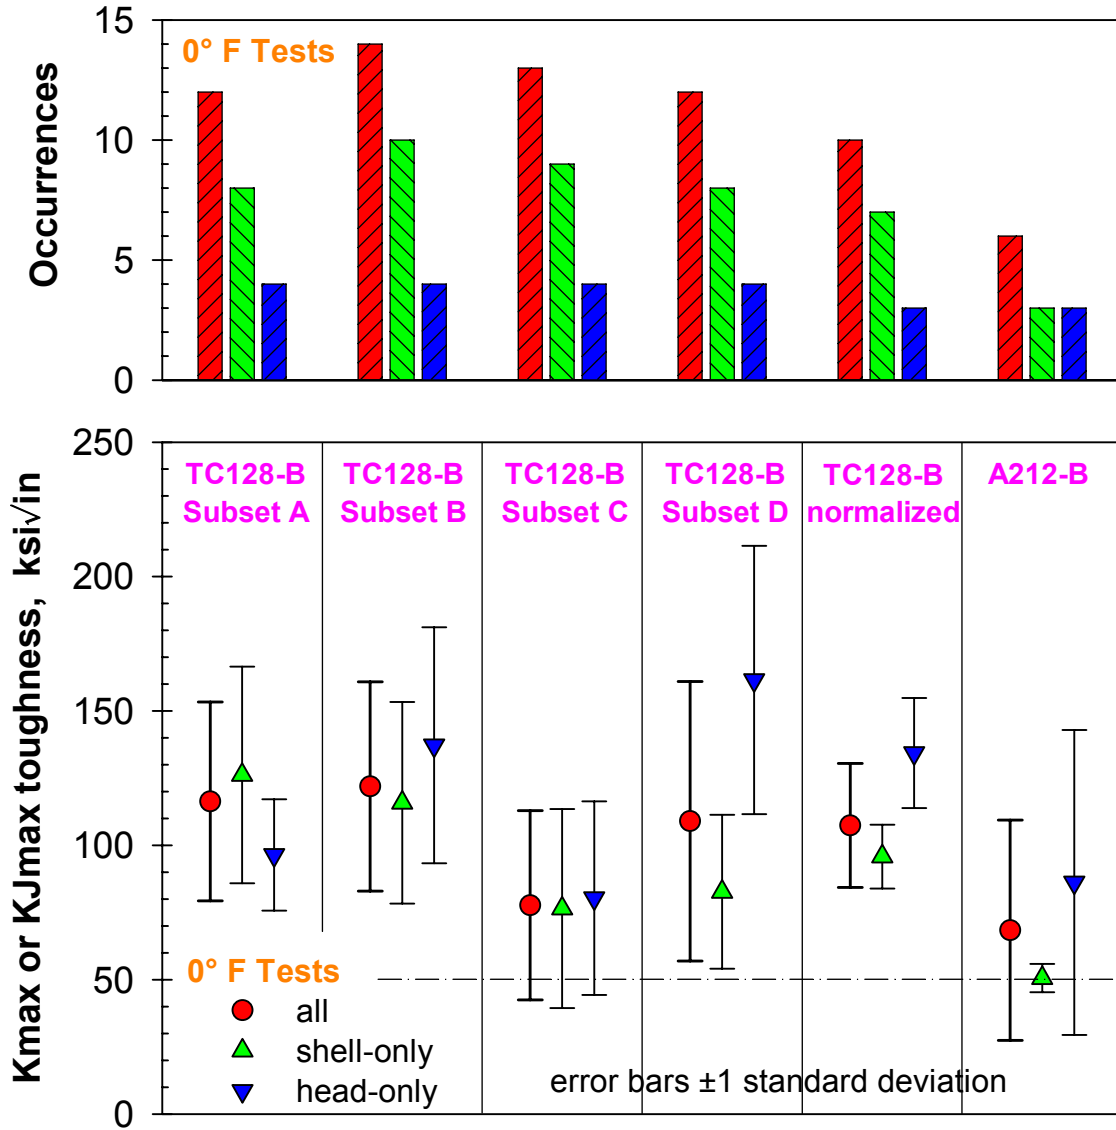 15
10
5
0
Occurrences
0° F Tests
250
200
150
100
50
0
Kmax or KJmax toughness, ksi√in
TC128-B
Subset A
TC128-B
Subset B
TC128-B
Subset C
TC128-B
Subset D
TC128-B
normalized
A212-B
0° F Tests
all
shell-only
head-only
error bars ±1 standard deviation